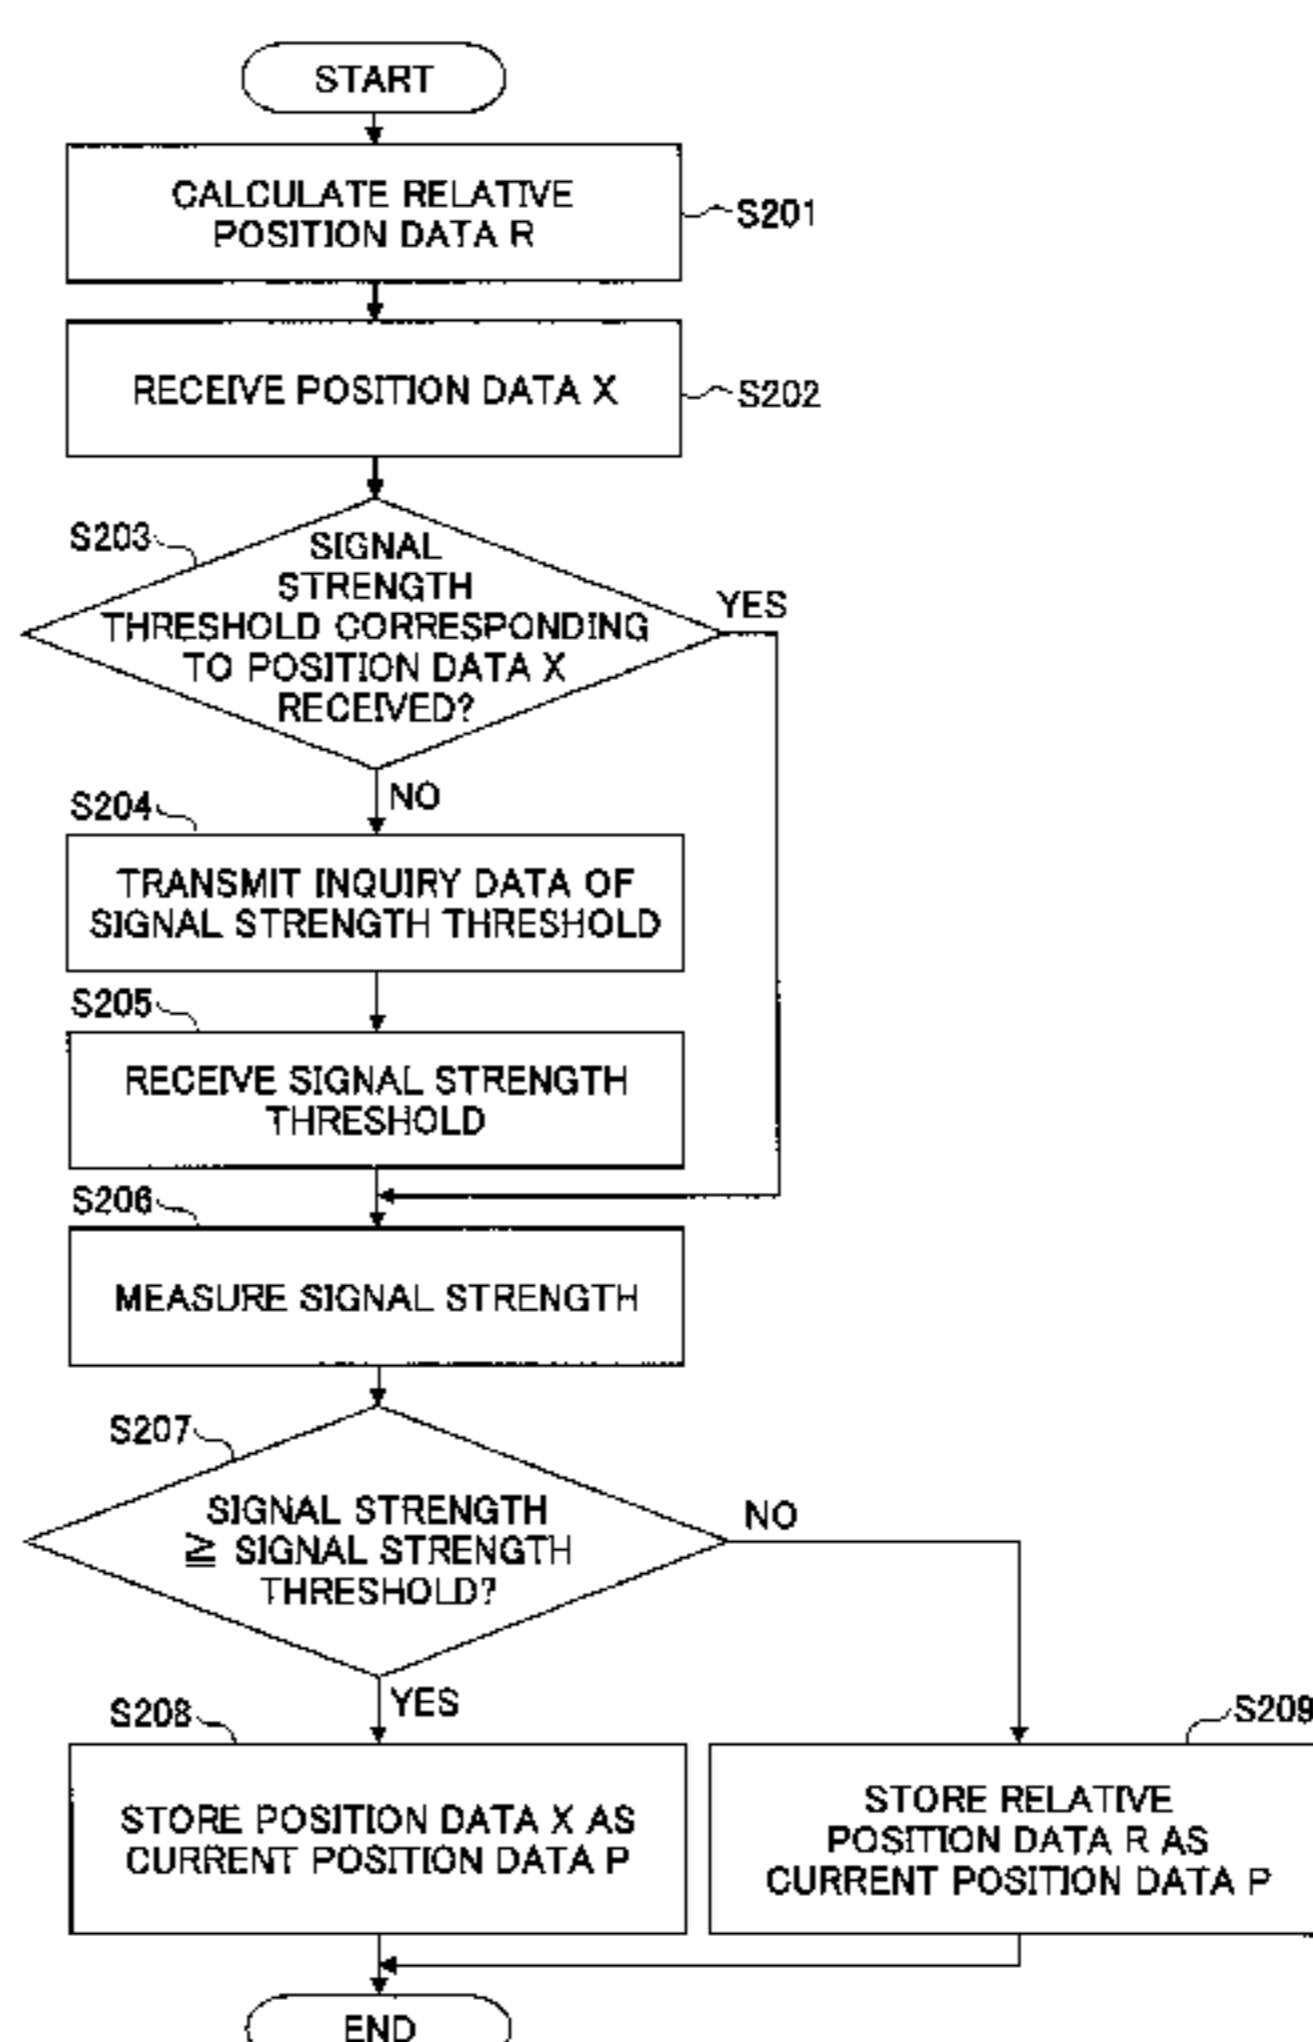 START
CALCULATE RELATIVE
POSITION DATA R
S201
RECEIVE POSITION DATA X
S202
S203
SIGNAL
STRENGTH
THRESHOLD CORRESPONDING
TO POSITION DATA X
RECEIVED?
YES
NO
S204
TRANSMIT INQUIRY DATA OF
SIGNAL STRENGTH THRESHOLD
S205
RECEIVE SIGNAL STRENGTH
THRESHOLD
S206
MEASURE SIGNAL STRENGTH
S207
SIGNAL STRENGTH
≧ SIGNAL STRENGTH
THRESHOLD?
NO
YES
S208
STORE POSITION DATA X AS
CURRENT POSITION DATA P
S209
STORE RELATIVE
POSITION DATA R AS
CURRENT POSITION DATA P
END